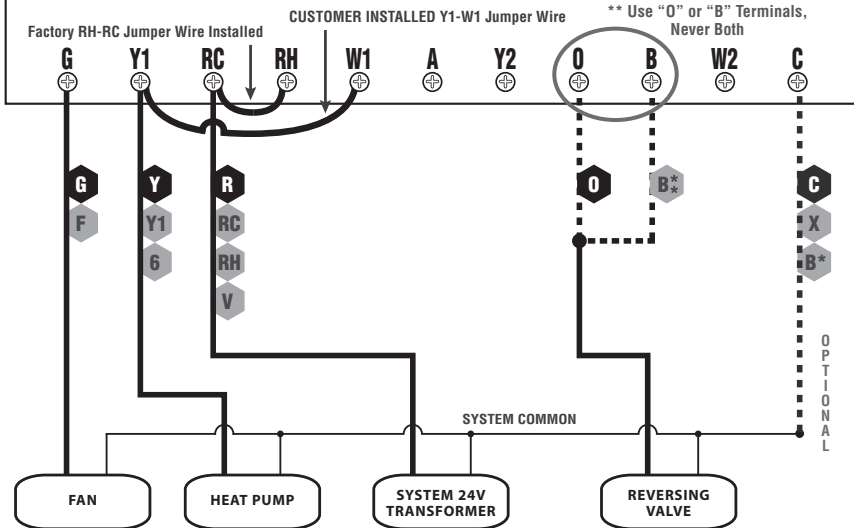 CUSTOMER INSTALLED Y1-W1 Jumper Wire
** Use "O" or "B" Terminals,
Never Both
Factory RH-RC Jumper Wire Installed
G Y1 RC RH W1 A Y2 O B W2 C
G Y R O B** C
F Y1 RC X
6 RH B*
V
OPTIONAL
SYSTEM COMMON
FAN
HEAT PUMP
SYSTEM 24V
TRANSFORMER
REVERSING
VALVE